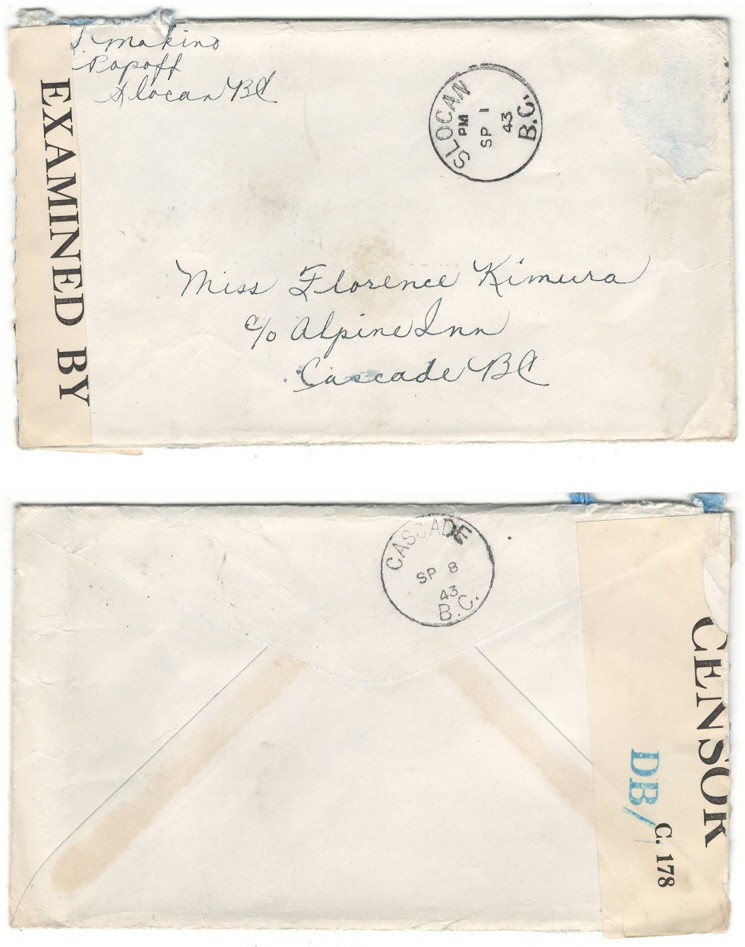 Makino
Popoff
Slocan BC
EXAMINED BY
SLOCAN
PM
SP 1
43
B.C.
Miss Florence Kimura
c/o Alpine Inn
Cascade BC
CASCADE
SP 8
43
B.C.
CENSOR
DB/
C. 178